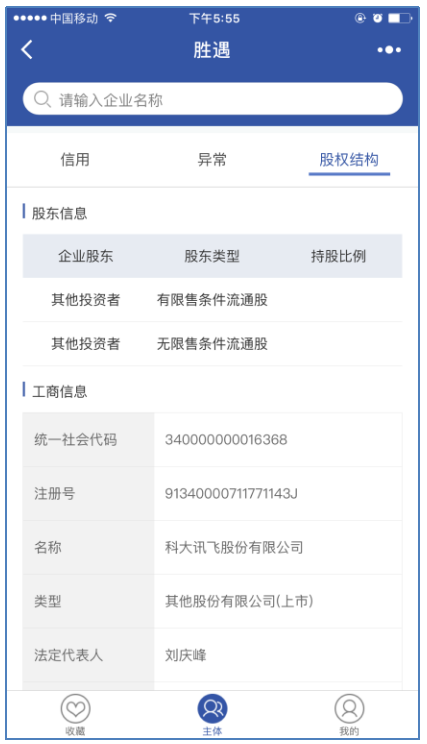 中国移动 下午5:55
胜遇
请输入企业名称
信用 异常 股权结构
股东信息
企业股东 股东类型 持股比例
其他投资者 有限售条件流通股
其他投资者 无限售条件流通股
工商信息
统一社会代码 340000000016368
注册号 91340000711771143J
名称 科大讯飞股份有限公司
类型 其他股份有限公司(上市)
法定代表人 刘庆峰
收藏 主体 我的